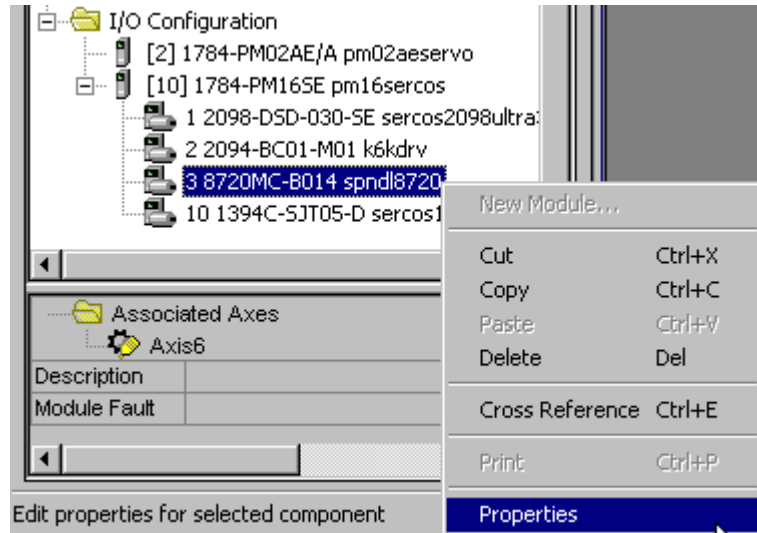 I/O Configuration
[2] 1784-PM02AE/A pm02aeservo
[10] 1784-PM16SE pm16sercos
1 2098-DSD-030-SE sercos2098ultra
2 2094-BC01-M01 k6kdrv
3 8720MC-B014 spndl8720
10 1394C-SJT05-D sercos1
New Module...
Cut Ctrl+X
Copy Ctrl+C
Paste Ctrl+V
Delete Del
Cross Reference Ctrl+E
Print Ctrl+P
Properties
Associated Axes
Axis6
Description
Module Fault
Edit properties for selected component